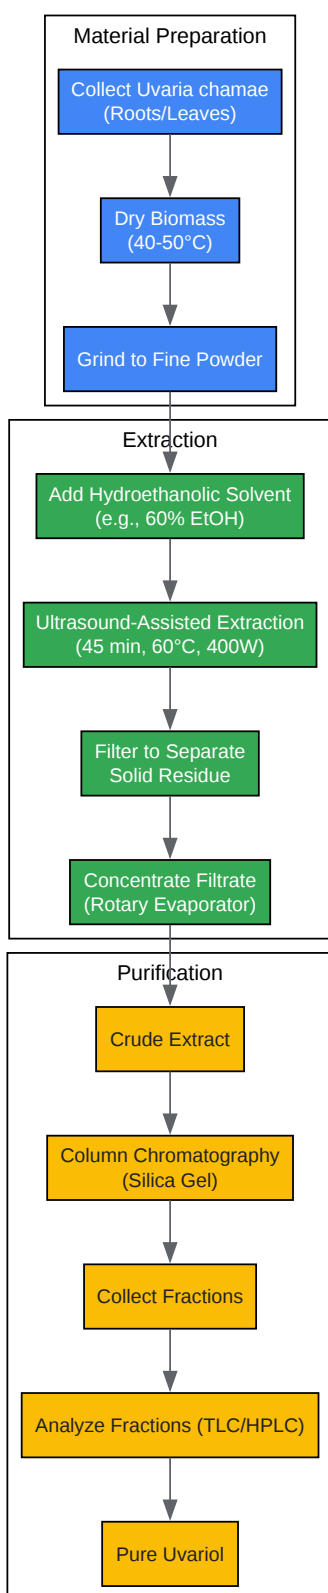 Material Preparation
Collect Uvaria chamae
(Roots/Leaves)
Dry Biomass
(40-50°C)
Grind to Fine Powder
Extraction
Add Hydroethanolic Solvent
(e.g., 60% EtOH)
Ultrasound-Assisted Extraction
(45 min, 60°C, 400W)
Filter to Separate
Solid Residue
Concentrate Filtrate
(Rotary Evaporator)
Purification
Crude Extract
Column Chromatography
(Silica Gel)
Collect Fractions
Analyze Fractions (TLC/HPLC)
Pure Uvariol